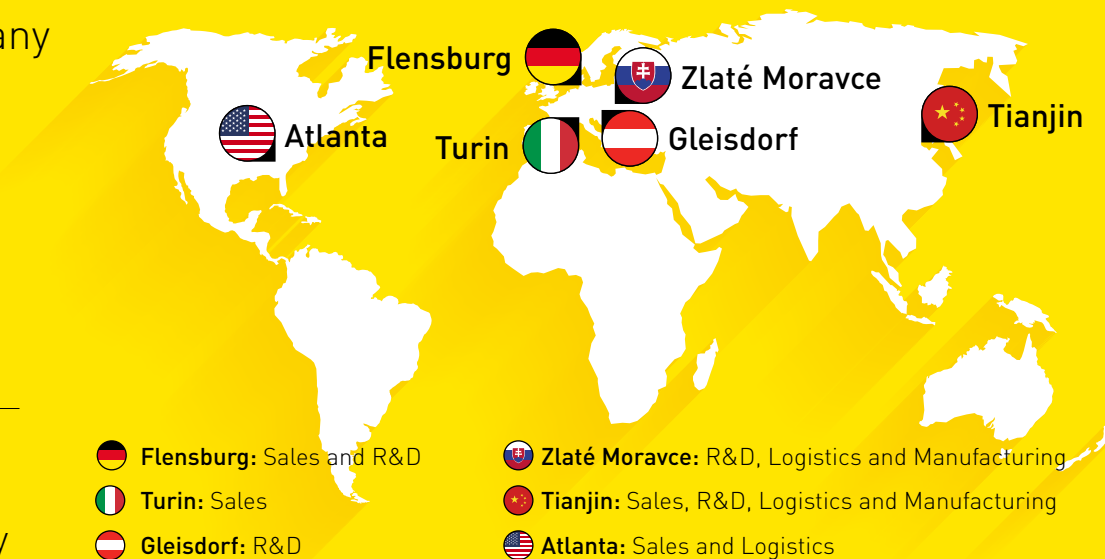 any
Flensburg
Zlaté Moravce
Atlanta
Turin
Gleisdorf
Tianjin
Flensburg: Sales and R&D
Turin: Sales
Gleisdorf: R&D
Zlaté Moravce: R&D, Logistics and Manufacturing
Tianjin: Sales, R&D, Logistics and Manufacturing
Atlanta: Sales and Logistics